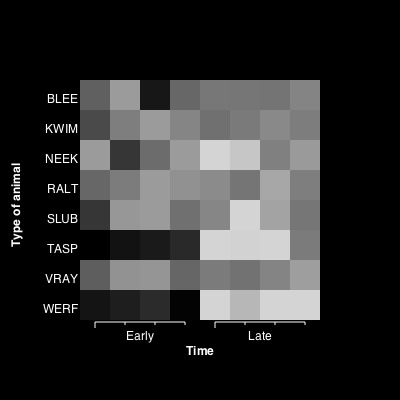 BLEE
KWIM
NEEK
RALT
SLUB
TASP
VRAY
WERF
Type of animal
Early Late
Time